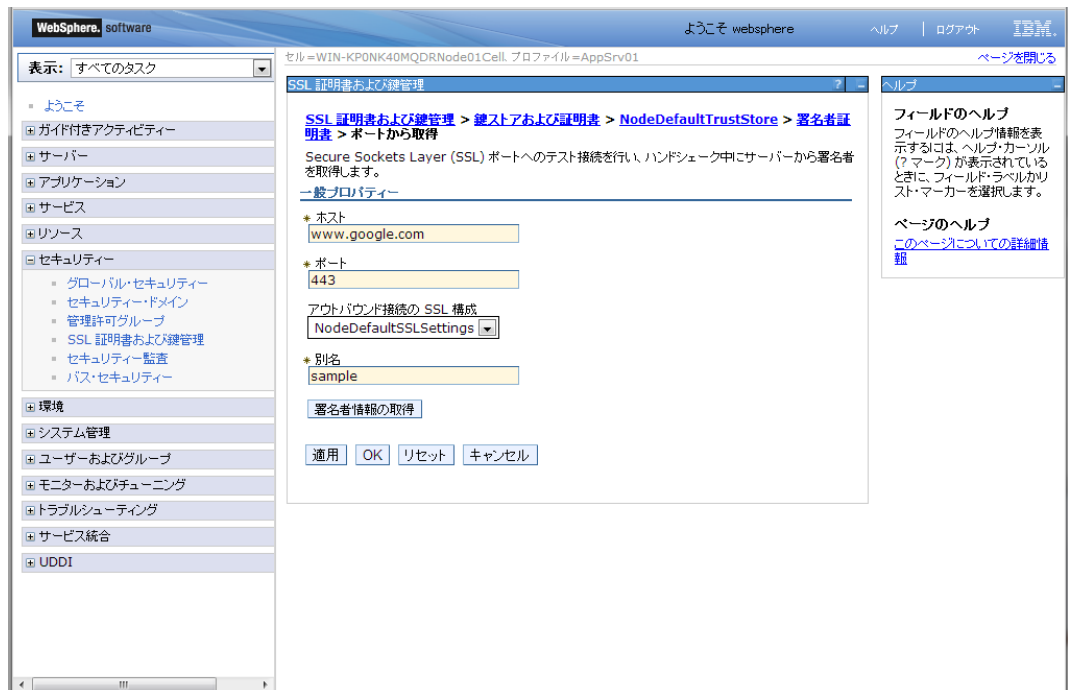 WebSphere. software
ようこそ websphere
ヘルプ | ログアウト
IBM.
表示: すべてのタスク
ようこそ
ガイド付きアクティビティー
サーバー
アプリケーション
サービス
リソース
セキュリティー
グローバル・セキュリティー
セキュリティー・ドメイン
管理許可グループ
SSL 証明書および鍵管理
セキュリティー監査
バス・セキュリティー
環境
システム管理
ユーザーおよびグループ
モニターおよびチューニング
トラブルシューティング
サービス統合
UDDI
セル=WIN-KP0NK40MQDRNode01Cell, プロファイル=AppSrv01
ページを閉じる
SSL 証明書および鍵管理
? -
SSL 証明書および鍵管理 > 鍵ストアおよび証明書 > NodeDefaultTrustStore > 署名者証
明書 > ポートから取得
Secure Sockets Layer (SSL) ポートへのテスト接続を行い、ハンドシェーク中にサーバーから署名者
を取得します。
一般プロパティー
* ホスト
www.google.com
* ポート
443
アウトバウンド接続の SSL 構成
NodeDefaultSSLSettings
* 別名
sample
署名者情報の取得
適用 OK リセット キャンセル
ヘルプ -
フィールドのヘルプ
フィールドのヘルプ情報を表
示するには、ヘルプ・カーソル
(? マーク) が表示されている
ときに、フィールド・ラベルかリ
スト・マーカーを選択します。
ページのヘルプ
このページについての詳細情
報